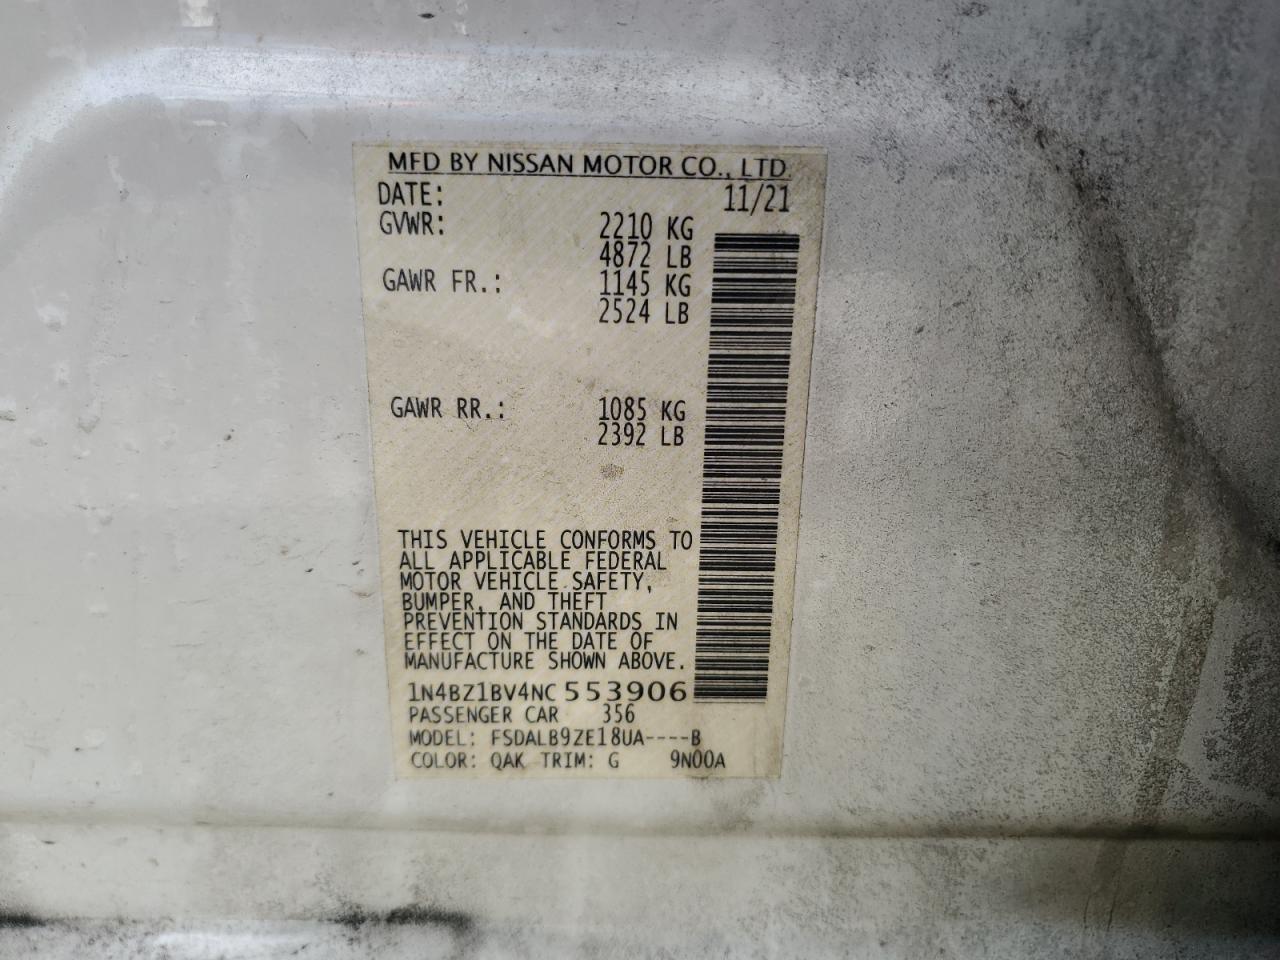 MFD BY NISSAN MOTOR CO., LTD.
DATE: 11/21
GVWR: 2210 KG
4872 LB
GAWR FR.: 1145 KG
2524 LB
GAWR RR.: 1085 KG
2392 LB
THIS VEHICLE CONFORMS TO
ALL APPLICABLE FEDERAL
MOTOR VEHICLE SAFETY,
BUMPER, AND THEFT
PREVENTION STANDARDS IN
EFFECT ON THE DATE OF
MANUFACTURE SHOWN ABOVE.
1N4BZ1BV4NC553906
PASSENGER CAR 356
MODEL: FSDALB9ZE18UA----B
COLOR: QAK TRIM: G 9N00A